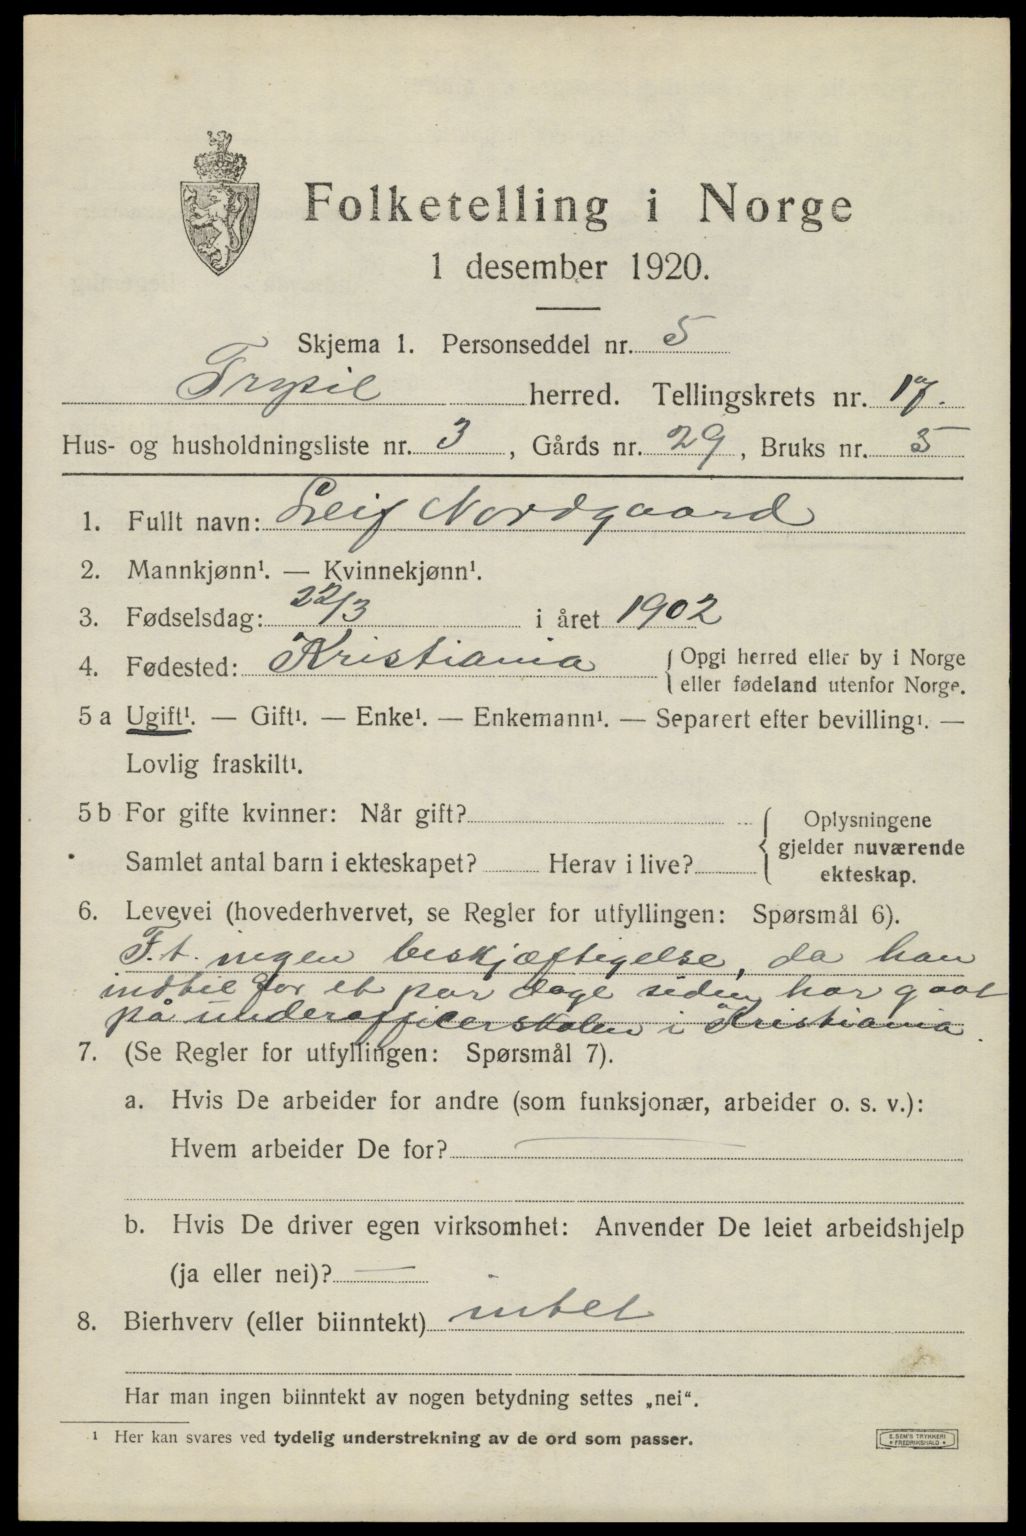 Folketelling i Norge
1 desember 1920.
Skjema 1. Personseddel nr. 5
Trysil herred. Tellingskrets nr. 17.
Hus- og husholdningsliste nr. 3, Gårds nr. 29, Bruks nr. 5
1. Fullt navn: Leif Nordgaard
2. Mannkjønn¹. — Kvinnekjønn¹.
3. Fødselsdag: 22/3 i året 1902
4. Fødested: Kristiania { Opgi herred eller by i Norge
eller fødeland utenfor Norge.
5 a Ugift¹. — Gift¹. — Enke¹. — Enkemann¹. — Separert efter bevilling¹. —
Lovlig fraskilt¹.
5 b For gifte kvinner: Når gift? { Oplysningene
gjelder nuværende
Samlet antal barn i ekteskapet? Herav i live?
ekteskap.
6. Levevei (hovederhvervet, se Regler for utfyllingen: Spørsmål 6).
F.t. ingen beskjæftigelse, da han
indtil for et par dage siden har gaat
på underofficerskolen i Kristiania.
7. (Se Regler for utfyllingen: Spørsmål 7).
a. Hvis De arbeider for andre (som funksjonær, arbeider o. s. v.):
Hvem arbeider De for? —
b. Hvis De driver egen virksomhet: Anvender De leiet arbeidshjelp
(ja eller nei)? —
8. Bierhverv (eller biinntekt) intet
Har man ingen biinntekt av nogen betydning settes „nei“.
¹ Her kan svares ved tydelig understrekning av de ord som passer.
E. SEM'S TRYKKERI
• FREDRIKSHALD •